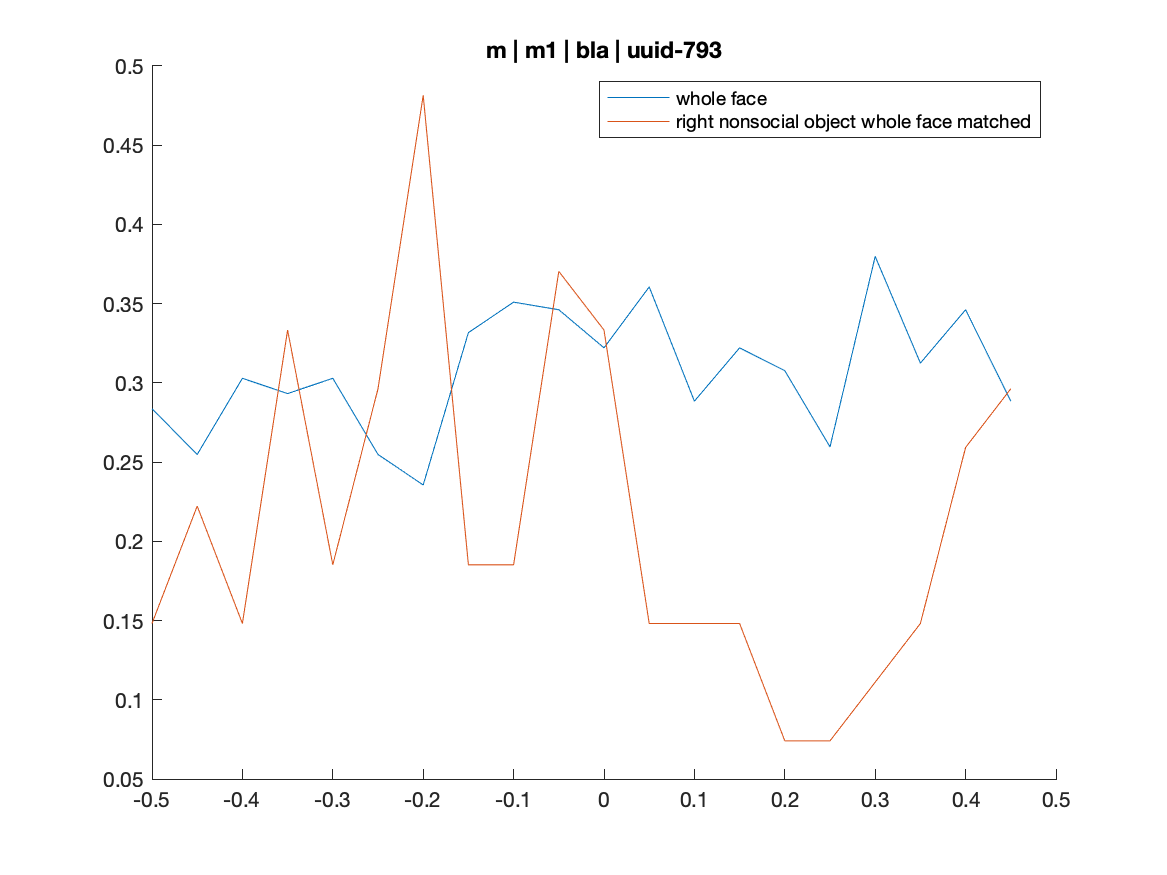 m | m1 | bla | uuid-793
whole face
right nonsocial object whole face matched
0.5
0.45
0.4
0.35
0.3
0.25
0.2
0.15
0.1
0.05
-0.5 -0.4 -0.3 -0.2 -0.1 0 0.1 0.2 0.3 0.4 0.5